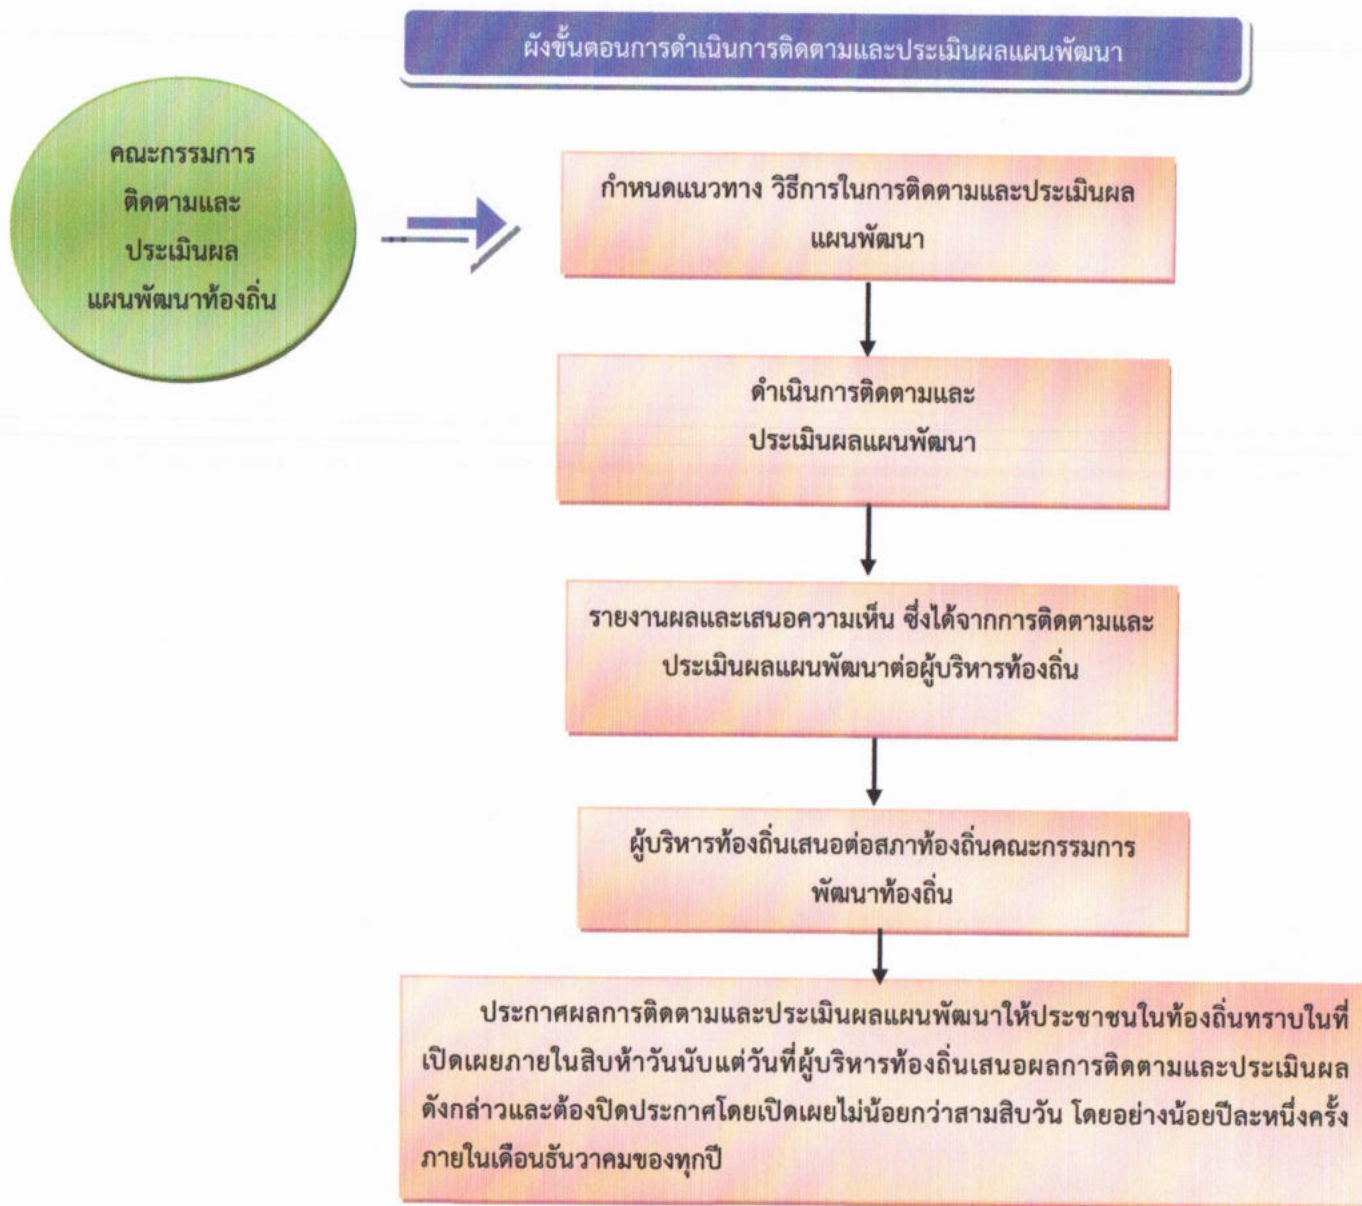 ผังขั้นตอนการดำเนินการติดตามและประเมินผลแผนพัฒนา
คณะกรรมการ
ติดตามและ
ประเมินผล
แผนพัฒนาท้องถิ่น
กำหนดแนวทาง วิธีการในการติดตามและประเมินผล
แผนพัฒนา
ดำเนินการติดตามและ
ประเมินผลแผนพัฒนา
รายงานผลและเสนอความเห็น ซึ่งได้จากการติดตามและ
ประเมินผลแผนพัฒนาต่อผู้บริหารท้องถิ่น
ผู้บริหารท้องถิ่นเสนอต่อสภาท้องถิ่นคณะกรรมการ
พัฒนาท้องถิ่น
ประกาศผลการติดตามและประเมินผลแผนพัฒนาให้ประชาชนในท้องถิ่นทราบในที่
เปิดเผยภายในสิบห้าวันนับแต่วันที่ผู้บริหารท้องถิ่นเสนอผลการติดตามและประเมินผล
ดังกล่าวและต้องปิดประกาศโดยเปิดเผยไม่น้อยกว่าสามสิบวัน โดยอย่างน้อยปีละหนึ่งครั้ง
ภายในเดือนธันวาคมของทุกปี